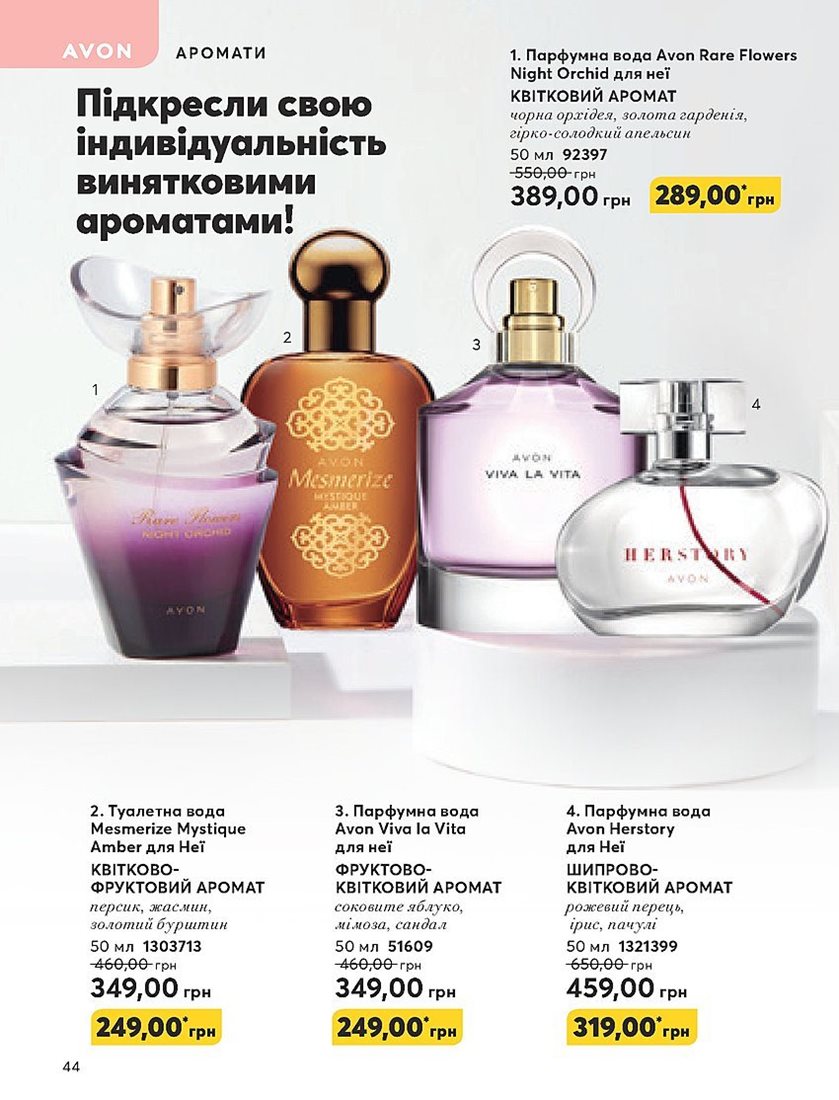 AVON
АРОМАТИ
Підкресли свою
індивідуальність
винятковими
ароматами!
1. Парфумна вода Avon Rare Flowers
Night Orchid для неї
КВІТКОВИЙ АРОМАТ
чорна орхідея, золота гарденія,
гірко-солодкий апельсин
50 мл 92397
550,00 грн
389,00 грн
289,00* грн
1
2
3
4
Rare Flowers
NIGHT ORCHID
AVON
AVON
Mesmerize
MYSTIQUE
AMBER
AVON
VIVA LA VITA
HERSTORY
AVON
2. Туалетна вода
Mesmerize Mystique
Amber для Неї
КВІТКОВО-
ФРУКТОВИЙ АРОМАТ
персик, жасмин,
золотий бурштин
50 мл 1303713
460,00 грн
349,00 грн
249,00* грн
3. Парфумна вода
Avon Viva la Vita
для неї
ФРУКТОВО-
КВІТКОВИЙ АРОМАТ
соковите яблуко,
мімоза, сандал
50 мл 51609
460,00 грн
349,00 грн
249,00* грн
4. Парфумна вода
Avon Herstory
для Неї
ШИПРОВО-
КВІТКОВИЙ АРОМАТ
рожевий перець,
ірис, пачулі
50 мл 1321399
650,00 грн
459,00 грн
319,00* грн
44